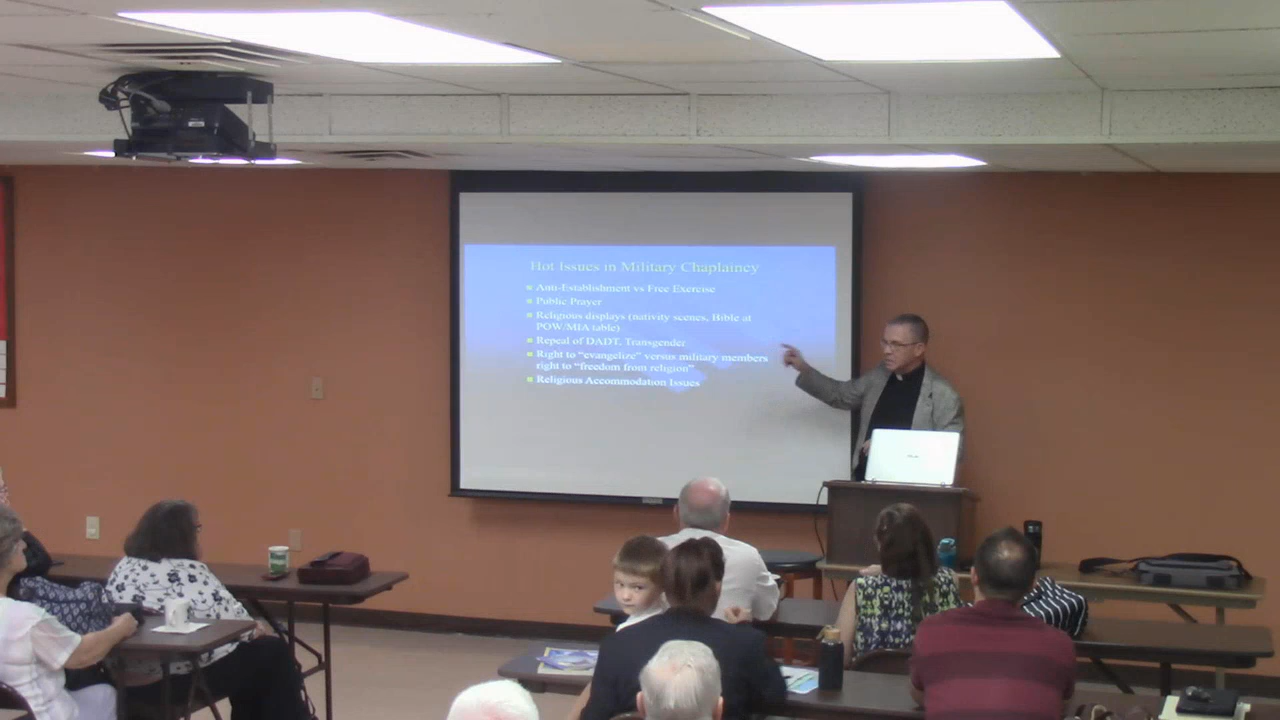 Hot Issues in Military Chaplaincy
Anti-Establishment vs Free Exercise
Public Prayer
Religious displays (nativity scenes, Bible at
POW/MIA table)
Repeal of DADT, Transgender
Right to "evangelize" versus military members
right to "freedom from religion"
Religious Accommodation Issues